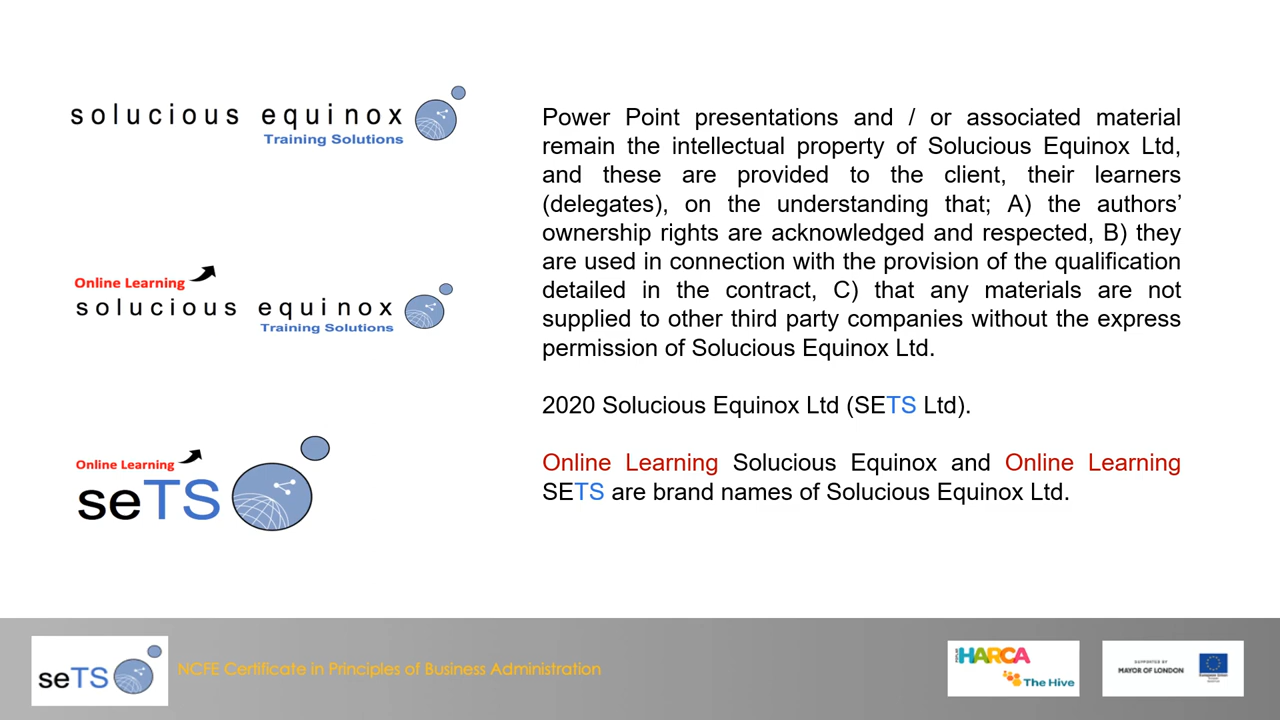 solucious equinox
Training Solutions
Online Learning
solucious equinox
Training Solutions
Online Learning
seTS
Power Point presentations and / or associated material
remain the intellectual property of Solucious Equinox Ltd,
and these are provided to the client, their learners
(delegates), on the understanding that; A) the authors’
ownership rights are acknowledged and respected, B) they
are used in connection with the provision of the qualification
detailed in the contract, C) that any materials are not
supplied to other third party companies without the express
permission of Solucious Equinox Ltd.
2020 Solucious Equinox Ltd (SETS Ltd).
Online Learning Solucious Equinox and Online Learning
SETS are brand names of Solucious Equinox Ltd.
seTS
NCFE Certificate in Principles of Business Administration
HARCA
The Hive
SUPPORTED BY
MAYOR OF LONDON
European Union